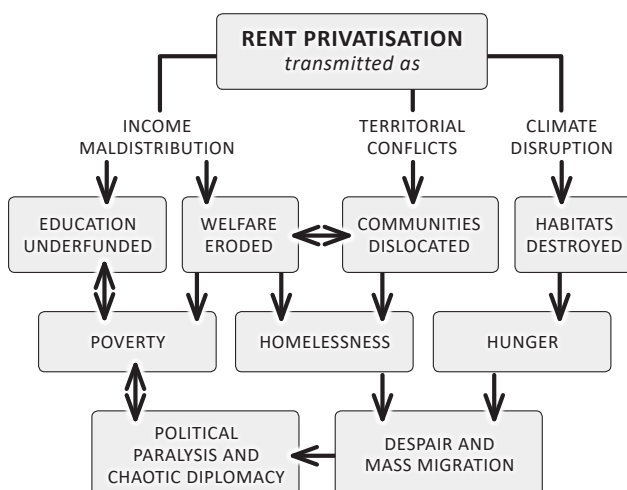 RENT PRIVATISATION
transmitted as
INCOME
MALDISTRIBUTION
TERRITORIAL
CONFLICTS
CLIMATE
DISRUPTION
EDUCATION
UNDERFUNDED
WELFARE
ERODED
COMMUNITIES
DISLOCATED
HABITATS
DESTROYED
POVERTY
HOMELESSNESS
HUNGER
POLITICAL
PARALYSIS AND
CHAOTIC DIPLOMACY
DESPAIR AND
MASS MIGRATION